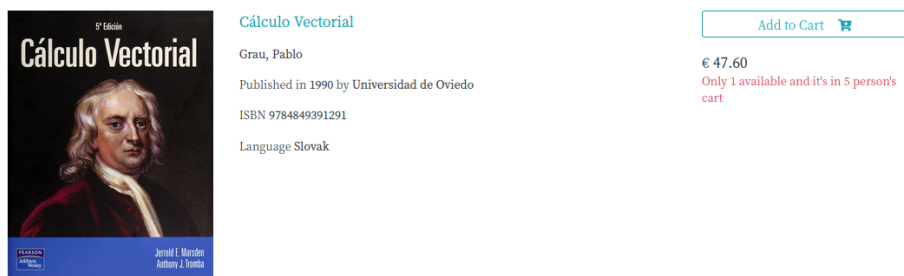 5ª Edición
Cálculo Vectorial
Jerrold E. Marsden
Anthony J. Tromba
PEARSON
Addison
Wesley
Cálculo Vectorial
Grau, Pablo
Published in 1990 by Universidad de Oviedo
ISBN 9784849391291
Language Slovak
Add to Cart
€ 47.60
Only 1 available and it's in 5 person's
cart